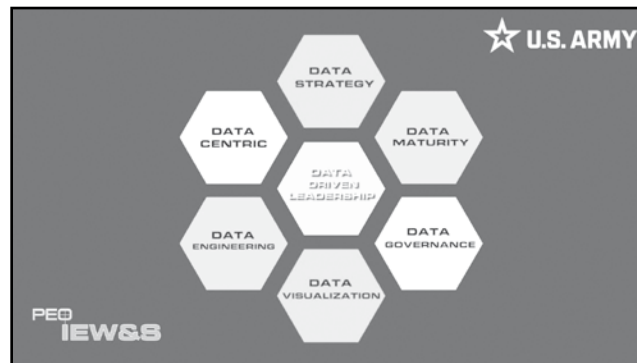 U.S. ARMY
DATA
STRATEGY
DATA
CENTRIC
DATA
MATURITY
DATA
DRIVEN
LEADERSHIP
DATA
ENGINEERING
DATA
GOVERNANCE
DATA
VISUALIZATION
PEO
IEW&S